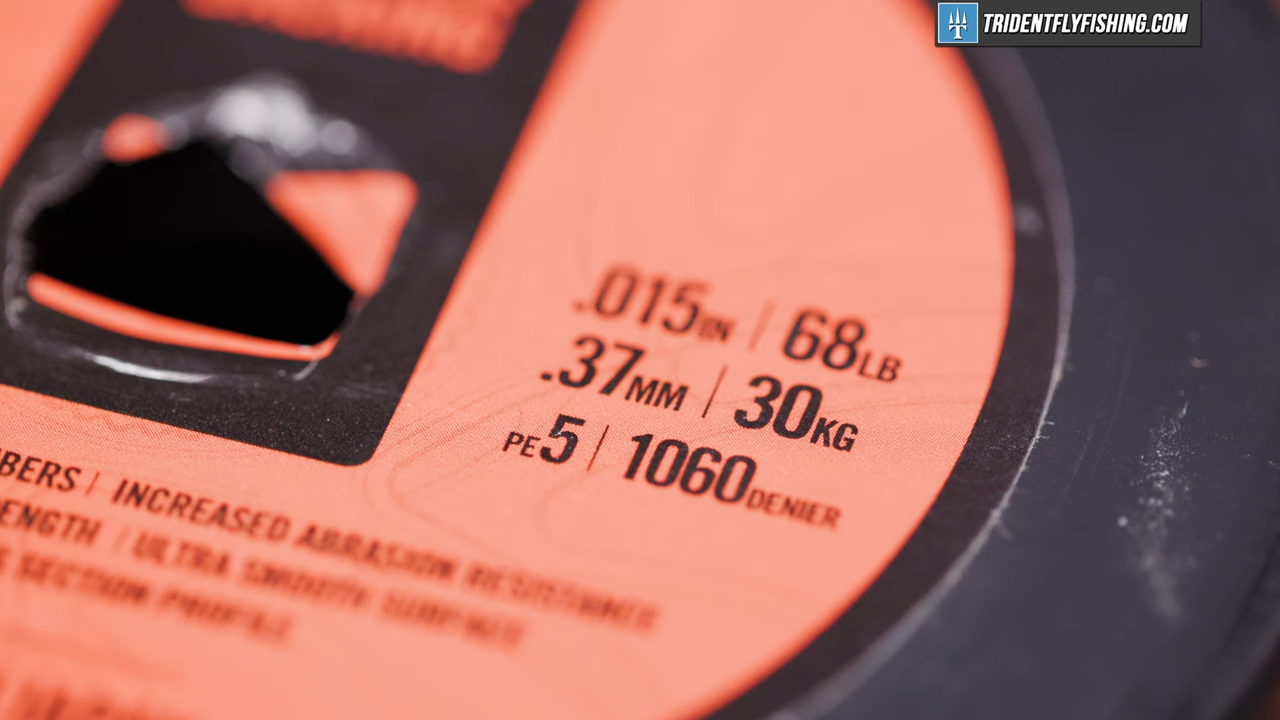 TRIDENTFLYFISHING.COM
.015IN | 68LB
.37MM | 30KG
PE5 | 1060DENIER
BERS | INCREASED ABRASION RESISTANCE
ENGTH | ULTRA SMOOTH SURFACE
SECTION PROFILE